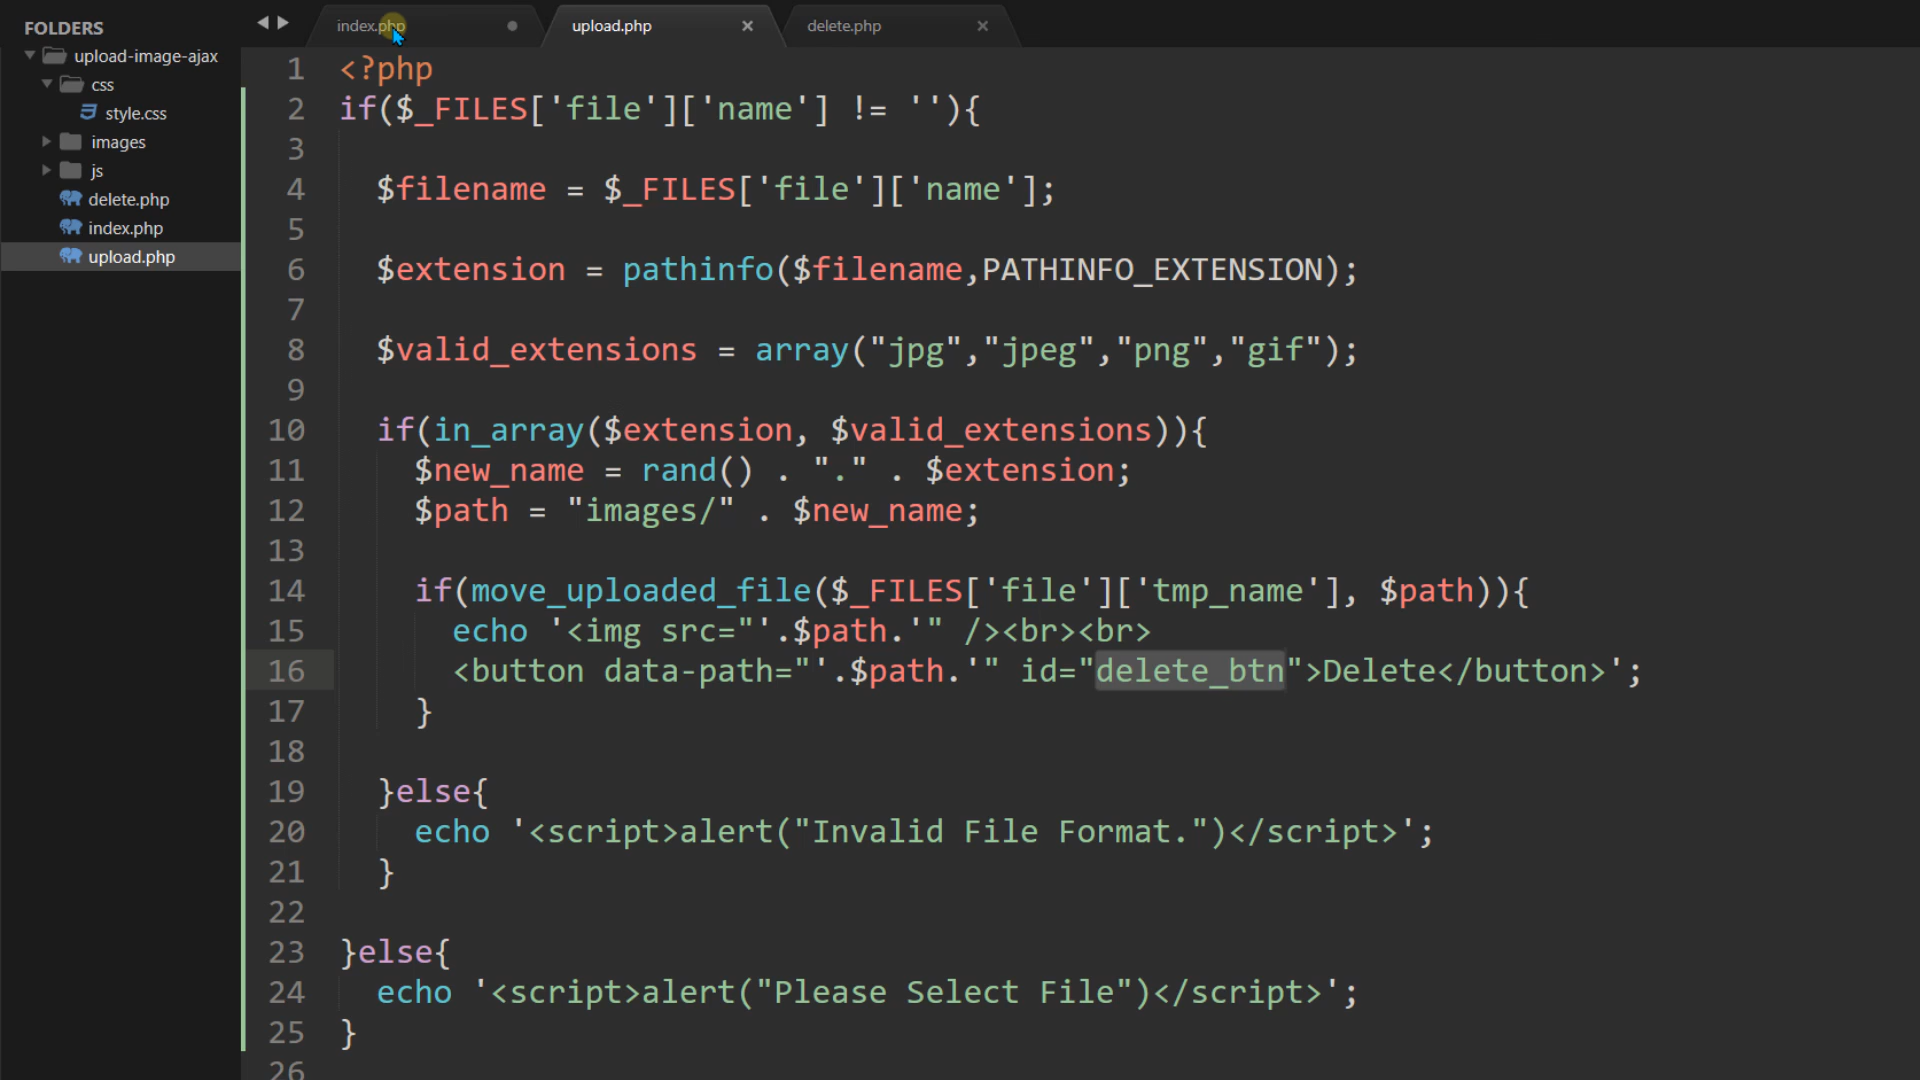 FOLDERS
upload-image-ajax
css
style.css
images
js
delete.php
index.php
upload.php
index.php
upload.php
delete.php
1 <?php
2 if($_FILES['file']['name'] != ''){
3
4 $filename = $_FILES['file']['name'];
5
6 $extension = pathinfo($filename,PATHINFO_EXTENSION);
7
8 $valid_extensions = array("jpg","jpeg","png","gif");
9
10 if(in_array($extension, $valid_extensions)){
11 $new_name = rand() . "." . $extension;
12 $path = "images/" . $new_name;
13
14 if(move_uploaded_file($_FILES['file']['tmp_name'], $path)){
15 echo '<img src="'.$path.'" /><br><br>
16 <button data-path="'.$path.'" id="delete_btn">Delete</button>';
17 }
18
19 }else{
20 echo '<script>alert("Invalid File Format.")</script>';
21 }
22
23 }else{
24 echo '<script>alert("Please Select File")</script>';
25 }
26